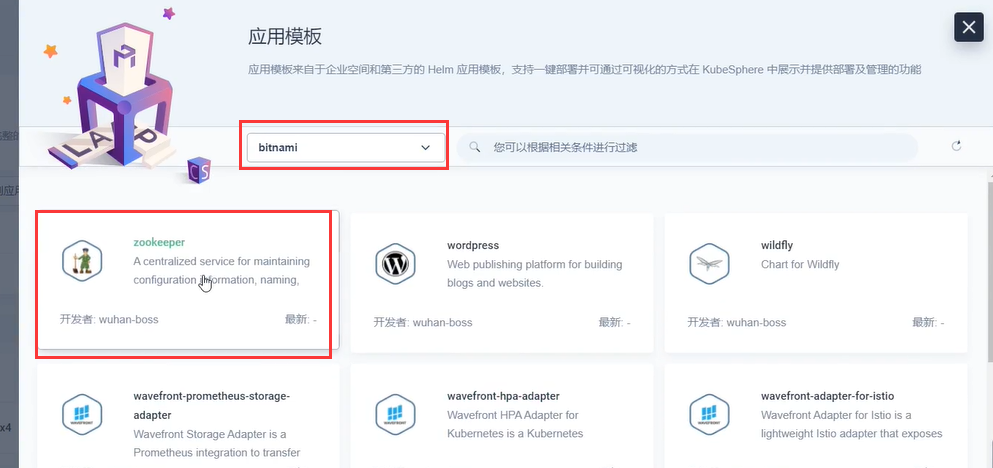 应用模板
应用模板来自于企业空间和第三方的 Helm 应用模板，支持一键部署并可通过可视化的方式在 KubeSphere 中展示并提供部署及管理的功能
bitnami
您可以根据相关条件进行过滤
zookeeper
A centralized service for maintaining
configuration information, naming,
开发者: wuhan-boss
最新: -
wordpress
Web publishing platform for building
blogs and websites.
开发者: wuhan-boss
最新: -
wildfly
Chart for Wildfly
开发者: wuhan-boss
最新: -
wavefront-prometheus-storage-
adapter
Wavefront Storage Adapter is a
Prometheus integration to transfer
wavefront-hpa-adapter
Wavefront HPA Adapter for
Kubernetes is a Kubernetes
wavefront-adapter-for-istio
Wavefront Adapter for Istio is a
lightweight Istio adapter that exposes
x4